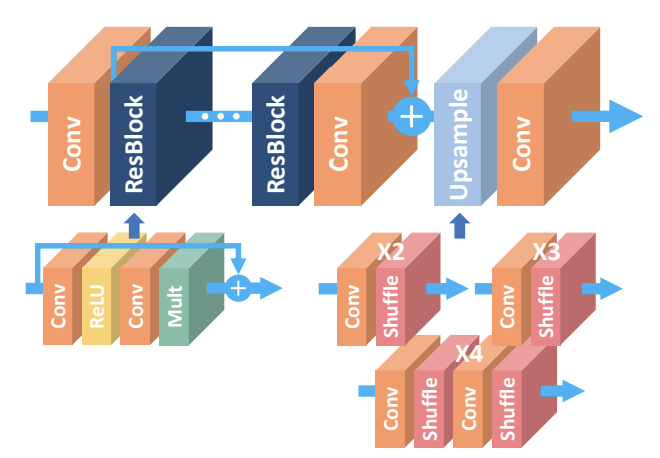 Conv
ResBlock
ResBlock
Conv
Upsample
Conv
Conv
ReLU
Conv
Mult
X2
Conv
Shuffle
X3
Conv
Shuffle
X4
Conv
Shuffle
Conv
Shuffle